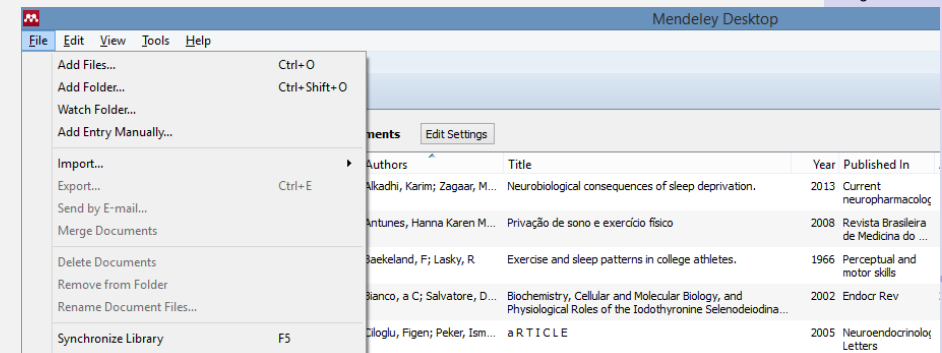 Mendeley Desktop
File Edit View Tools Help
Add Files... Ctrl+O
Add Folder... Ctrl+Shift+O
Watch Folder...
Add Entry Manually...
Edit Settings
Import...
Authors Title Year Published In
Export... Ctrl+E
Alkadhi, Karim; Zagaar, M... Neurobiological consequences of sleep deprivation. 2013 Current
neuropharmacolog
Send by E-mail...
Merge Documents
Antunes, Hanna Karen M... Privação de sono e exercício físico 2008 Revista Brasileira
de Medicina do ...
Delete Documents
Baekeland, F; Lasky, R Exercise and sleep patterns in college athletes. 1966 Perceptual and
motor skills
Remove from Folder
Rename Document Files...
Bianco, a C; Salvatore, D... Biochemistry, Cellular and Molecular Biology, and 2002 Endocr Rev
Physiological Roles of the Iodothyronine Selenodeiodina...
Synchronize Library F5
Ciloglu, Figen; Peker, Ism... a R T I C L E 2005 Neuroendocrinolog
Letters